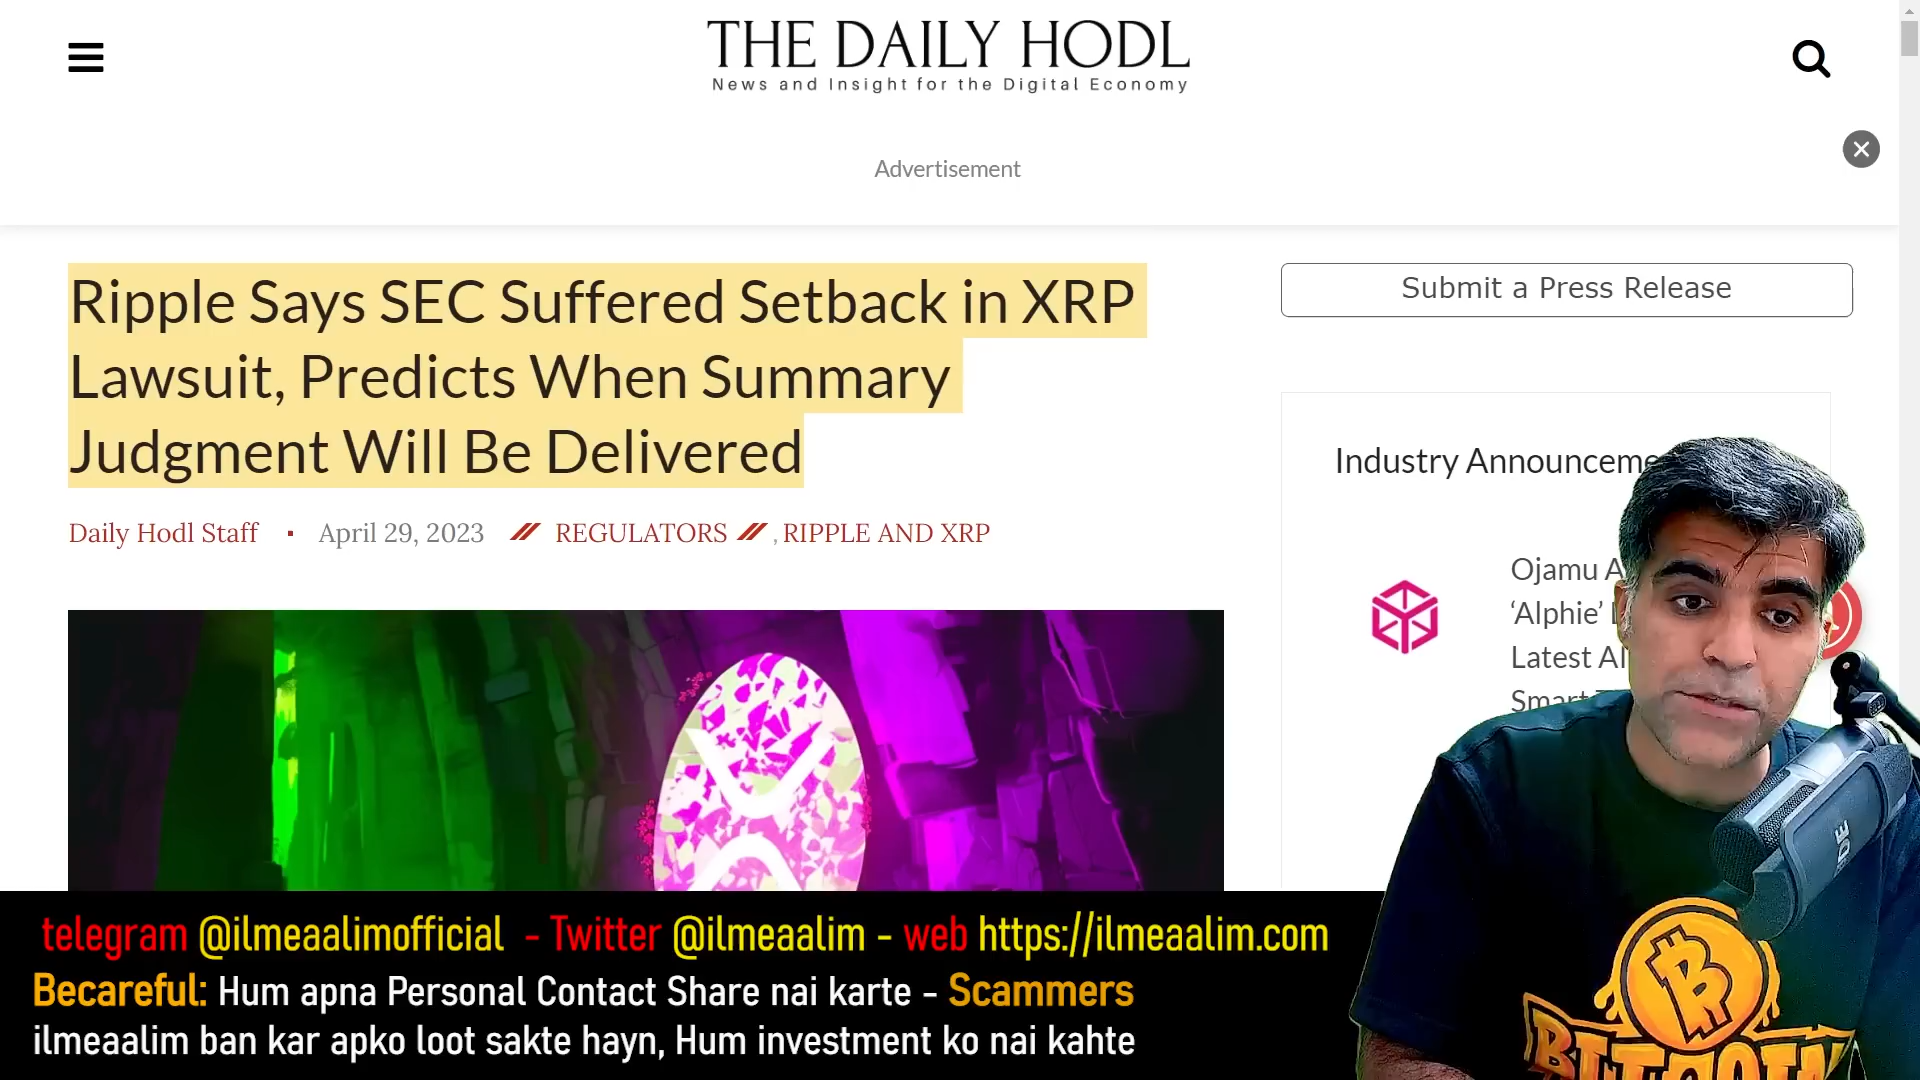 THE DAILY HODL
News and Insight for the Digital Economy
Advertisement
Ripple Says SEC Suffered Setback in XRP
Lawsuit, Predicts When Summary
Judgment Will Be Delivered
Daily Hodl Staff · April 29, 2023 // REGULATORS // , RIPPLE AND XRP
Submit a Press Release
Industry Announceme
Ojamu A
‘Alphie’
Latest AI
Smart
telegram @ilmeaalimofficial - Twitter @ilmeaalim - web https://ilmeaalim.com
Becareful: Hum apna Personal Contact Share nai karte - Scammers
ilmeaalim ban kar apko loot sakte hayn, Hum investment ko nai kahte
BITCOIN